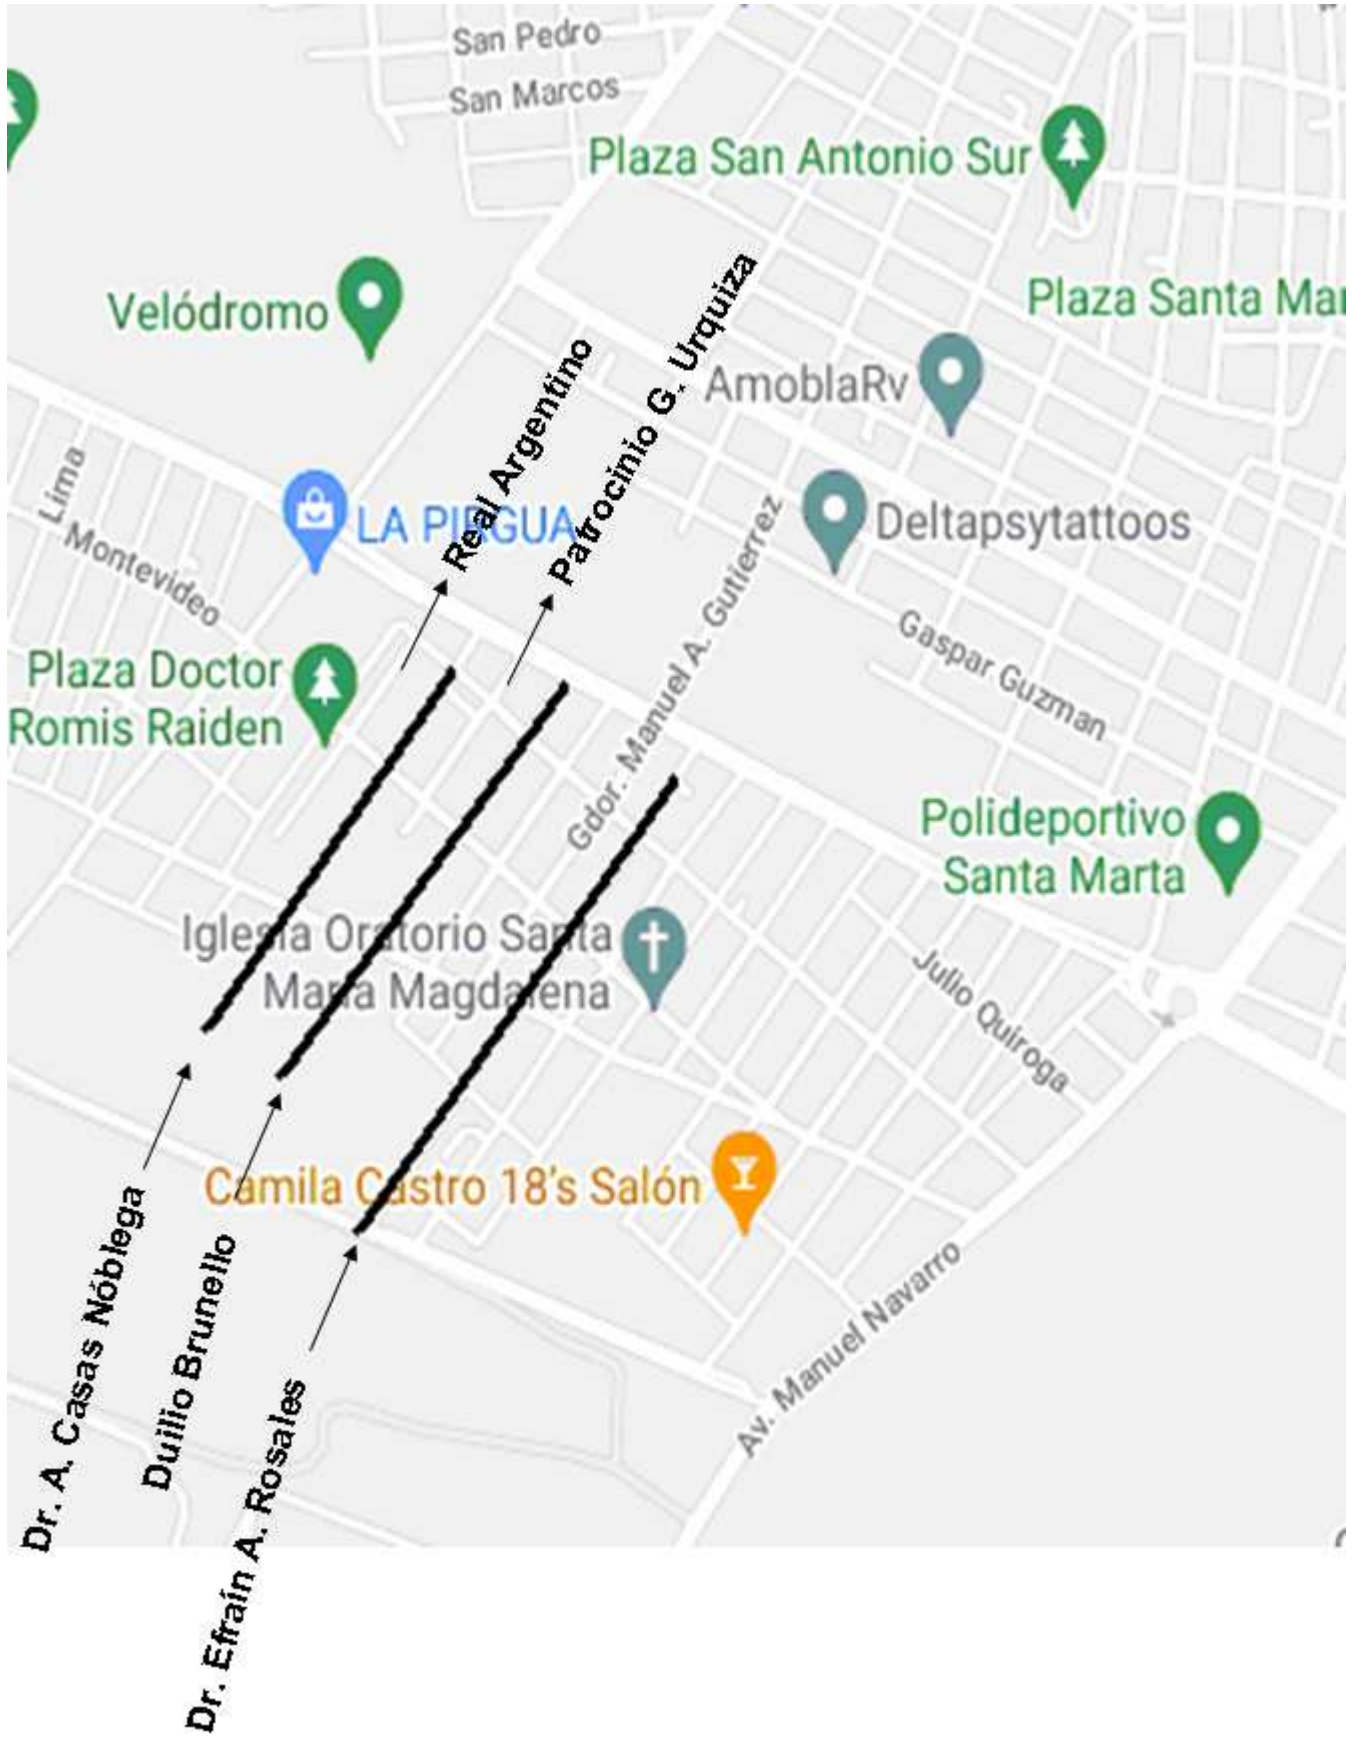 San Pedro
San Marcos
Plaza San Antonio Sur
Velódromo
Plaza Santa Mar
AmoblaRv
Real Argentino
Patrocinio G. Urquiza
Lima
Montevideo
LA PIRGUA
Deltapsytattoos
Gdor. Manuel A. Gutierrez
Gaspar Guzman
Plaza Doctor
Romis Raiden
Polideportivo
Santa Marta
Iglesia Oratorio Santa
Maria Magdalena
Julio Quiroga
Camila Castro 18's Salón
Av. Manuel Navarro
Dr. A. Casas Nóblega
Duilio Brunello
Dr. Efraín A. Rosales